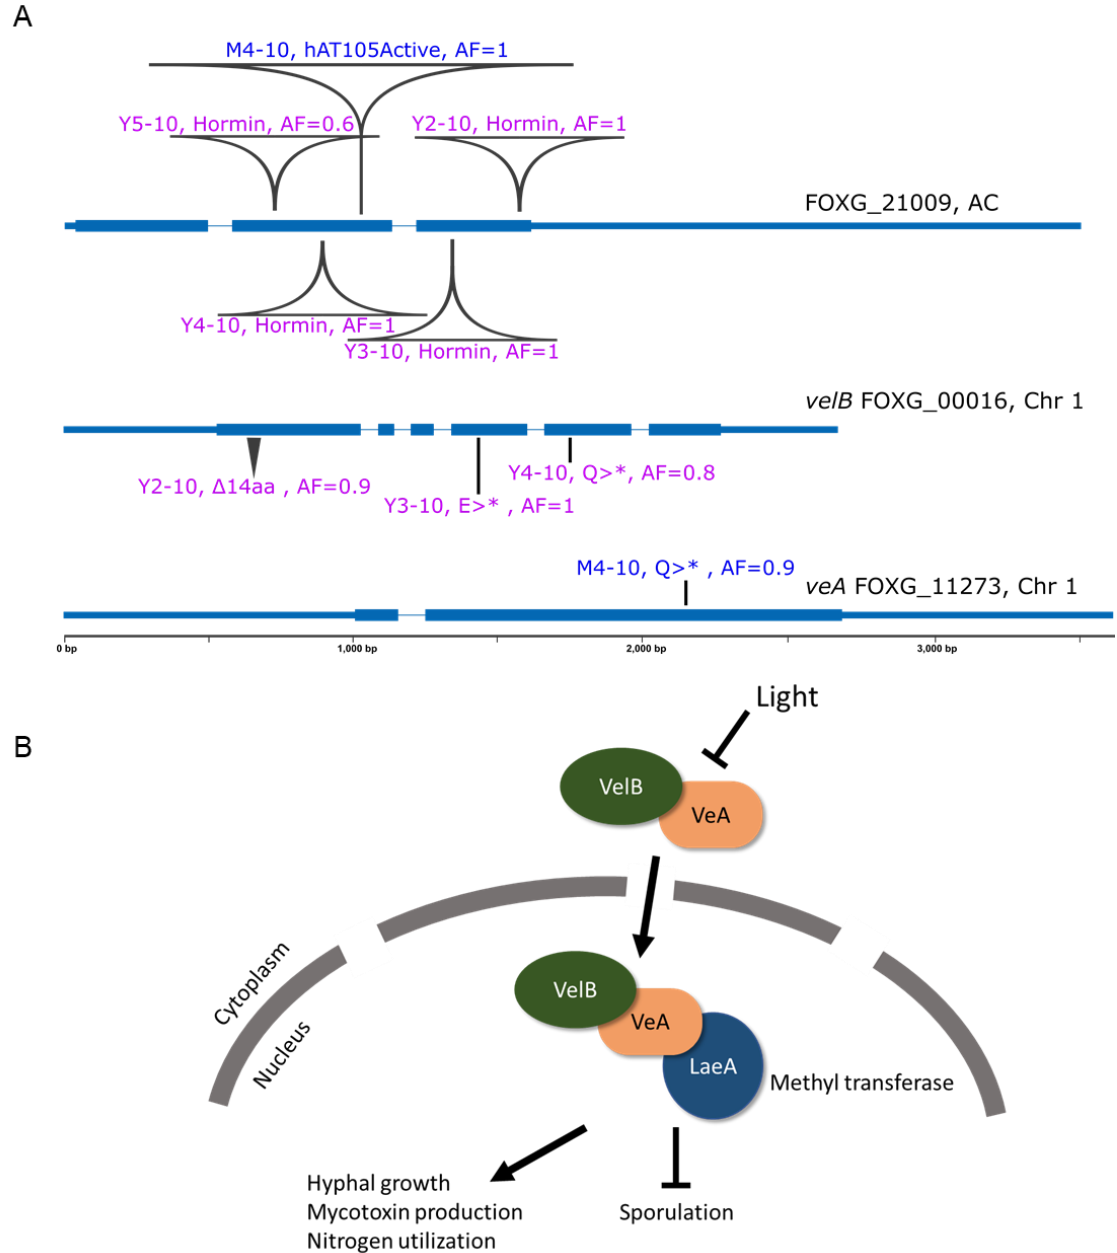 A
M4-10, hAT105Active, AF=1
Y5-10, Hormin, AF=0.6
Y2-10, Hormin, AF=1
FOXG_21009, AC
Y4-10, Hormin, AF=1
Y3-10, Hormin, AF=1
velB FOXG_00016, Chr 1
Y2-10, Δ14aa , AF=0.9
Y4-10, Q>*, AF=0.8
Y3-10, E>* , AF=1
M4-10, Q>* , AF=0.9
veA FOXG_11273, Chr 1
0 bp
1,000 bp
2,000 bp
3,000 bp
B
Light
VelB
VeA
Cytoplasm
Nucleus
VelB
VeA
LaeA
Methyl transferase
Hyphal growth
Mycotoxin production
Nitrogen utilization
Sporulation